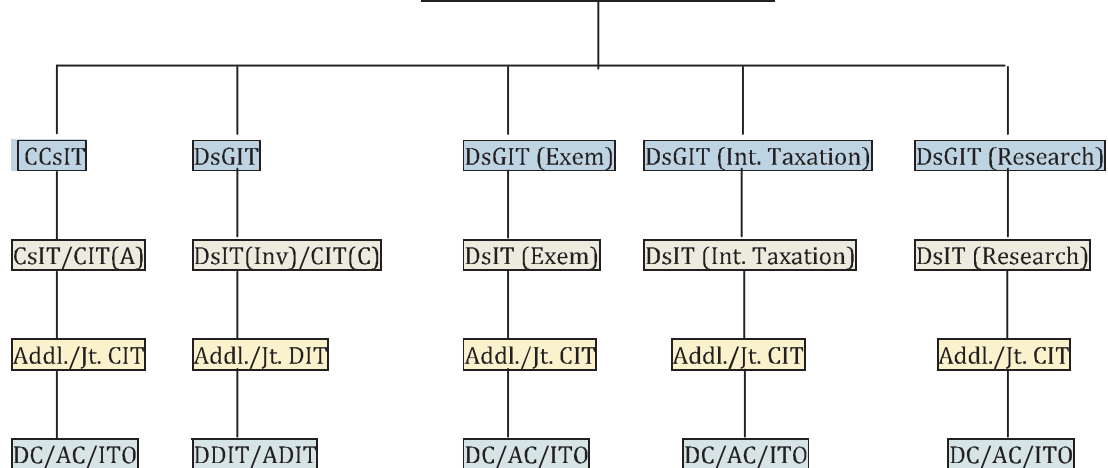 CCsIT DsGIT DsGIT (Exem) DsGIT (Int. Taxation) DsGIT (Research)
CsIT/CIT(A) DsIT(Inv)/CIT(C) DsIT (Exem) DsIT (Int. Taxation) DsIT (Research)
Addl./Jt. CIT Addl./Jt. DIT Addl./Jt. CIT Addl./Jt. CIT Addl./Jt. CIT
DC/AC/ITO DDIT/ADIT DC/AC/ITO DC/AC/ITO DC/AC/ITO